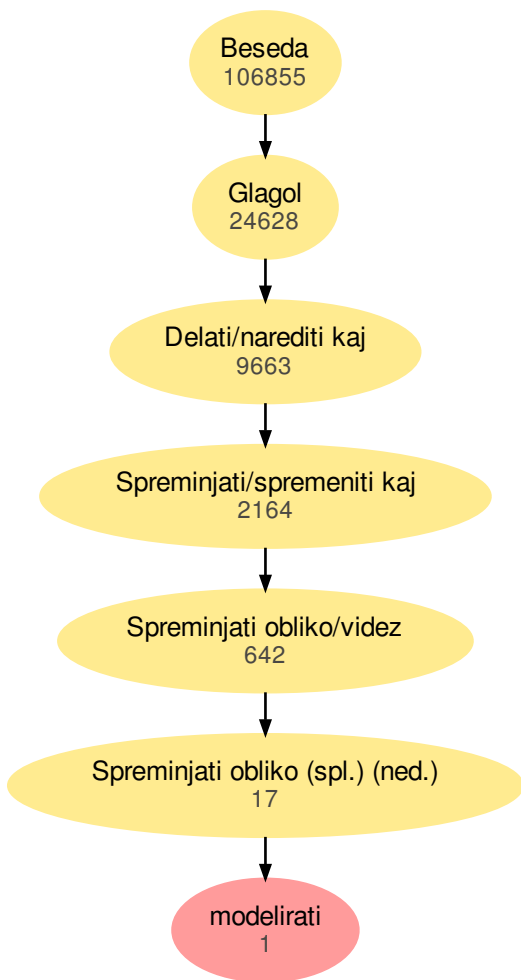 Beseda
106855
Glagol
24628
Delati/narediti kaj
9663
Spreminjati/spremeniti kaj
2164
Spreminjati obliko/videz
642
Spreminjati obliko (spl.) (ned.)
17
modelirati
1